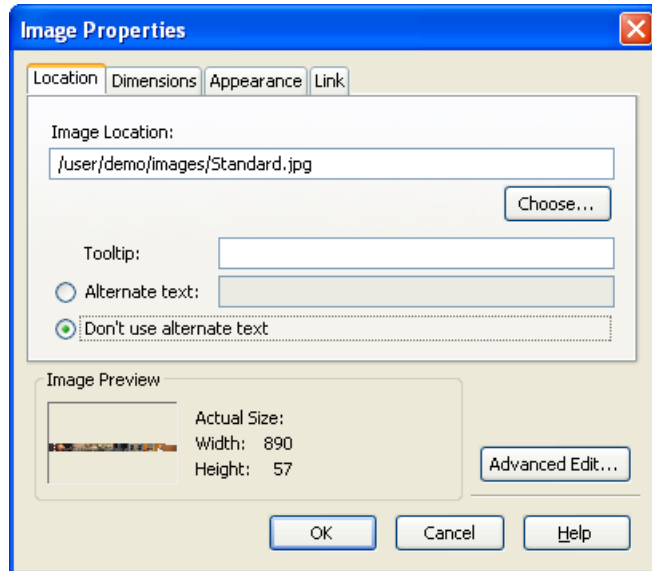 Image Properties
Location Dimensions Appearance Link
Image Location:
/user/demo/images/Standard.jpg
Choose...
Tooltip:
Alternate text:
Don't use alternate text
Image Preview
Actual Size:
Width: 890
Height: 57
Advanced Edit...
OK Cancel Help